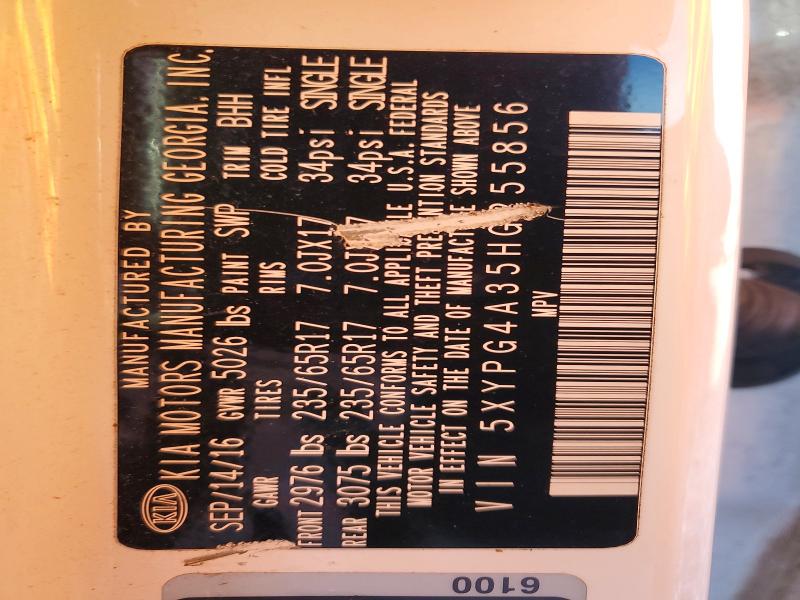 MANUFACTURED BY
KIA KIA MOTORS MANUFACTURING GEORGIA, INC.
SEP/14/16 GWR 5026 lbs PAINT SWP TRIM BHH
GAWR TIRES RIMS COLD TIRE INFL
FRONT 2976 lbs 235/65R17 7.0JX17 34psi SINGLE
REAR 3075 lbs 235/65R17 34psi SINGLE
THIS VEHICLE CONFORMS TO ALL U.S.A. FEDERAL
MOTOR VEHICLE SAFETY AND THEFT STANDARDS
IN EFFECT ON THE DATE OF SHOWN ABOVE
VIN
MPV
6100